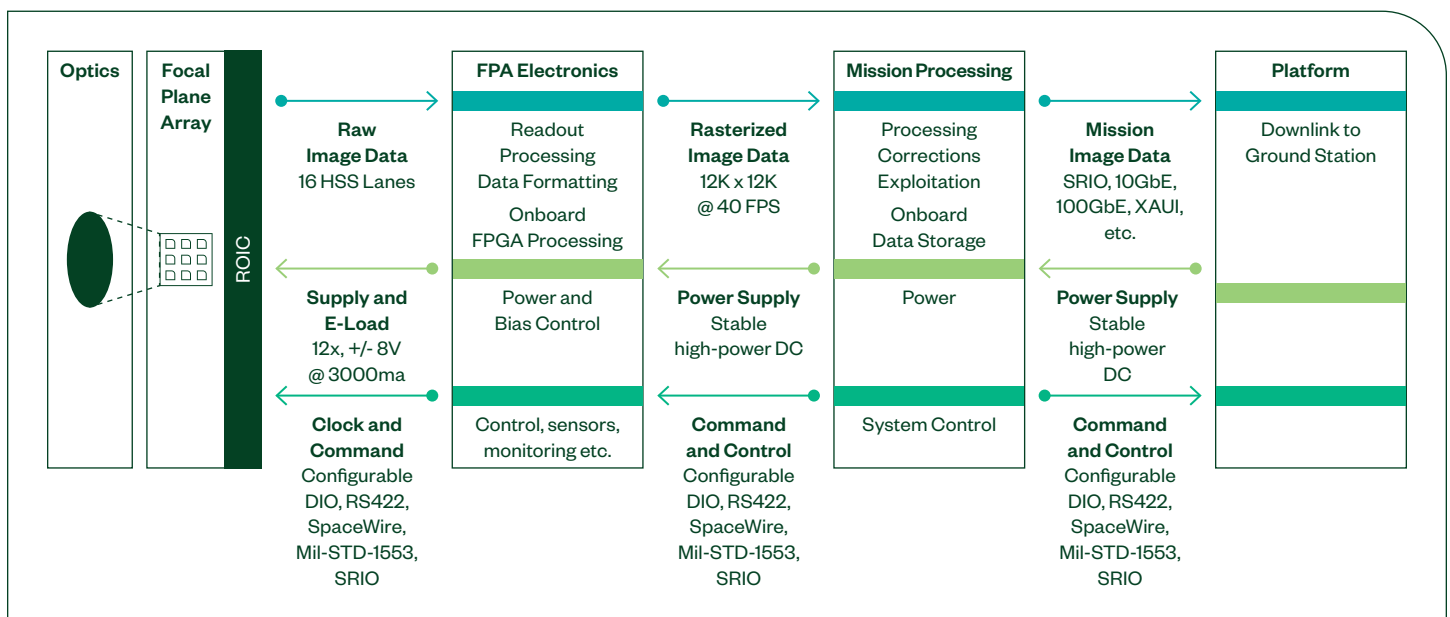 Optics
Focal
Plane
Array
ROIC
Raw
Image Data
16 HSS Lanes
Supply and
E-Load
12x, +/- 8V
@ 3000ma
Clock and
Command
Configurable
DIO, RS422,
SpaceWire,
Mil-STD-1553,
SRIO
FPA Electronics
Readout
Processing
Data Formatting
Onboard
FPGA Processing
Power and
Bias Control
Control, sensors,
monitoring etc.
Rasterized
Image Data
12K x 12K
@ 40 FPS
Power Supply
Stable
high-power DC
Command
and Control
Configurable
DIO, RS422,
SpaceWire,
Mil-STD-1553,
SRIO
Mission Processing
Processing
Corrections
Exploitation
Onboard
Data Storage
Power
System Control
Mission
Image Data
SRIO, 10GbE,
100GbE, XAUI,
etc.
Power Supply
Stable
high-power
DC
Command
and Control
Configurable
DIO, RS422,
SpaceWire,
Mil-STD-1553,
SRIO
Platform
Downlink to
Ground Station